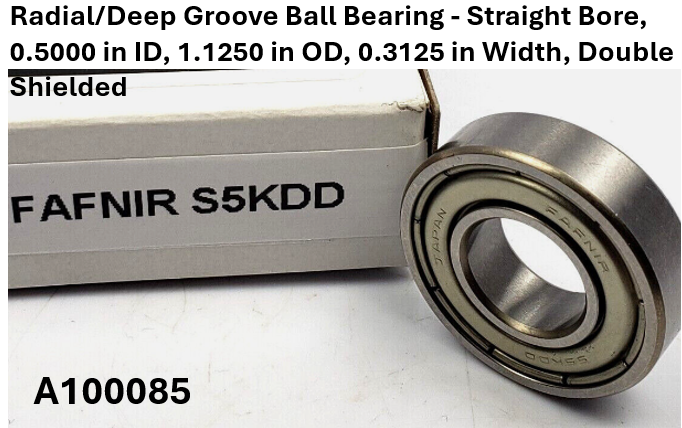 Radial/Deep Groove Ball Bearing - Straight Bore,
0.5000 in ID, 1.1250 in OD, 0.3125 in Width, Double
Shielded
FAFNIR S5KDD
JAPAN
FAFNIR
S5KDD
A100085